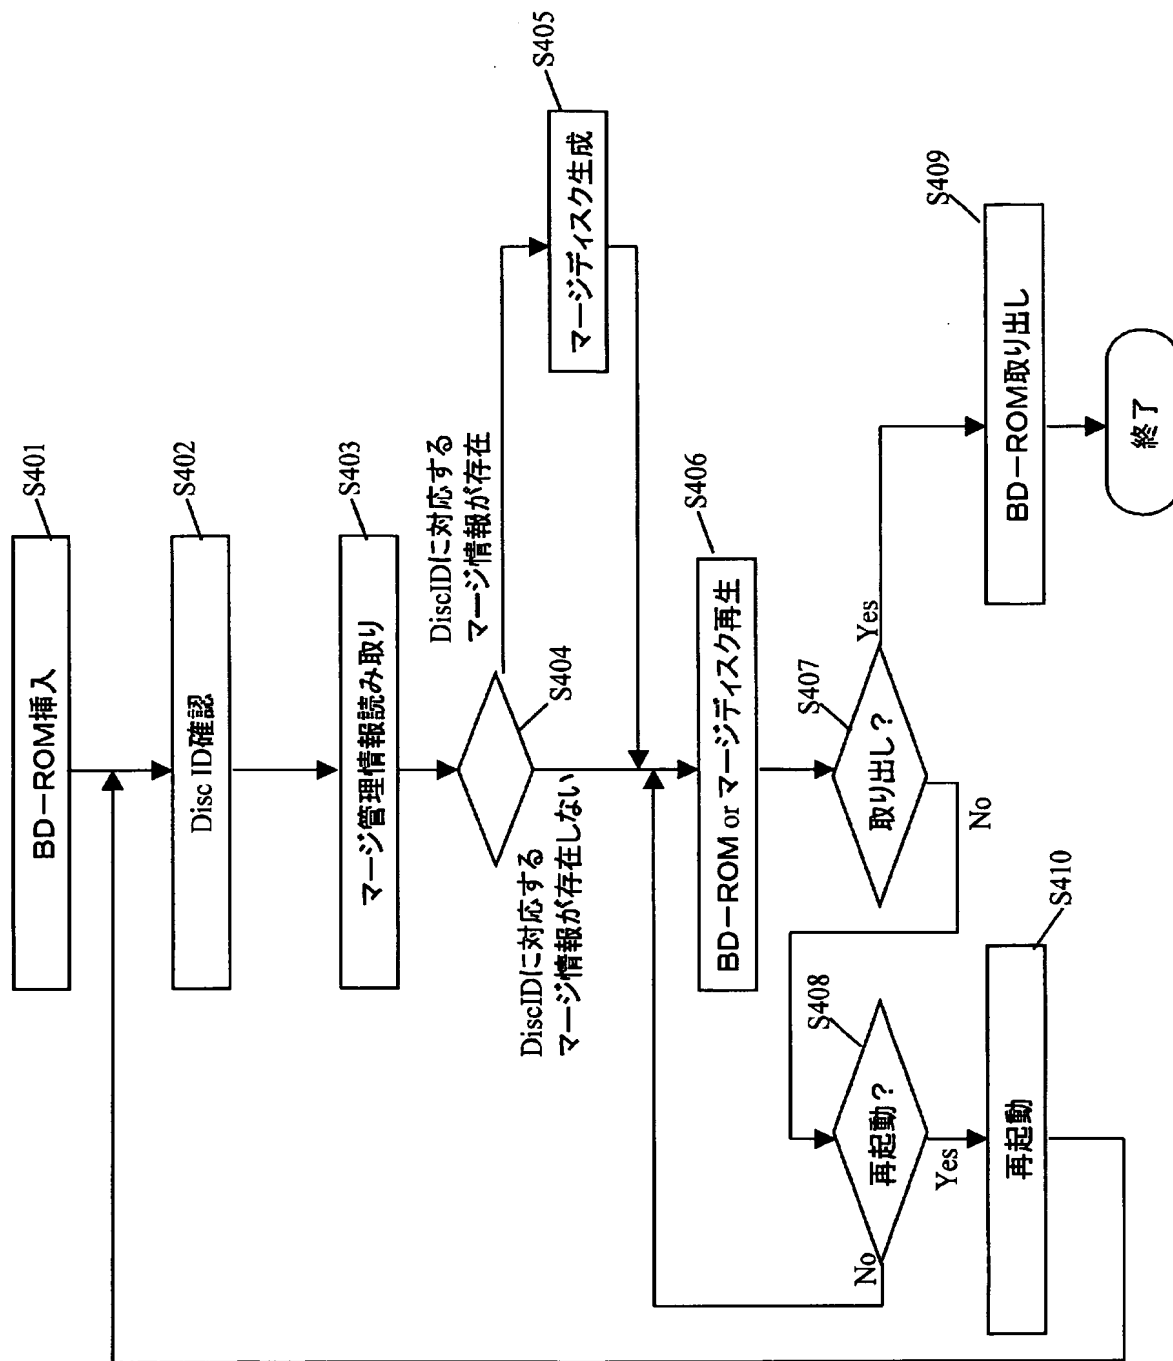 BD－ROM挿入
S401
Disc ID確認
S402
マージ管理情報読み取り
S403
DiscIDに対応する
マージ情報が存在
S404
マージディスク生成
S405
DiscIDに対応する
マージ情報が存在しない
BD－ROM or マージディスク再生
S406
取り出し？
S407
Yes
No
再起動？
S408
No
Yes
BD－ROM取り出し
S409
再起動
S410
終了